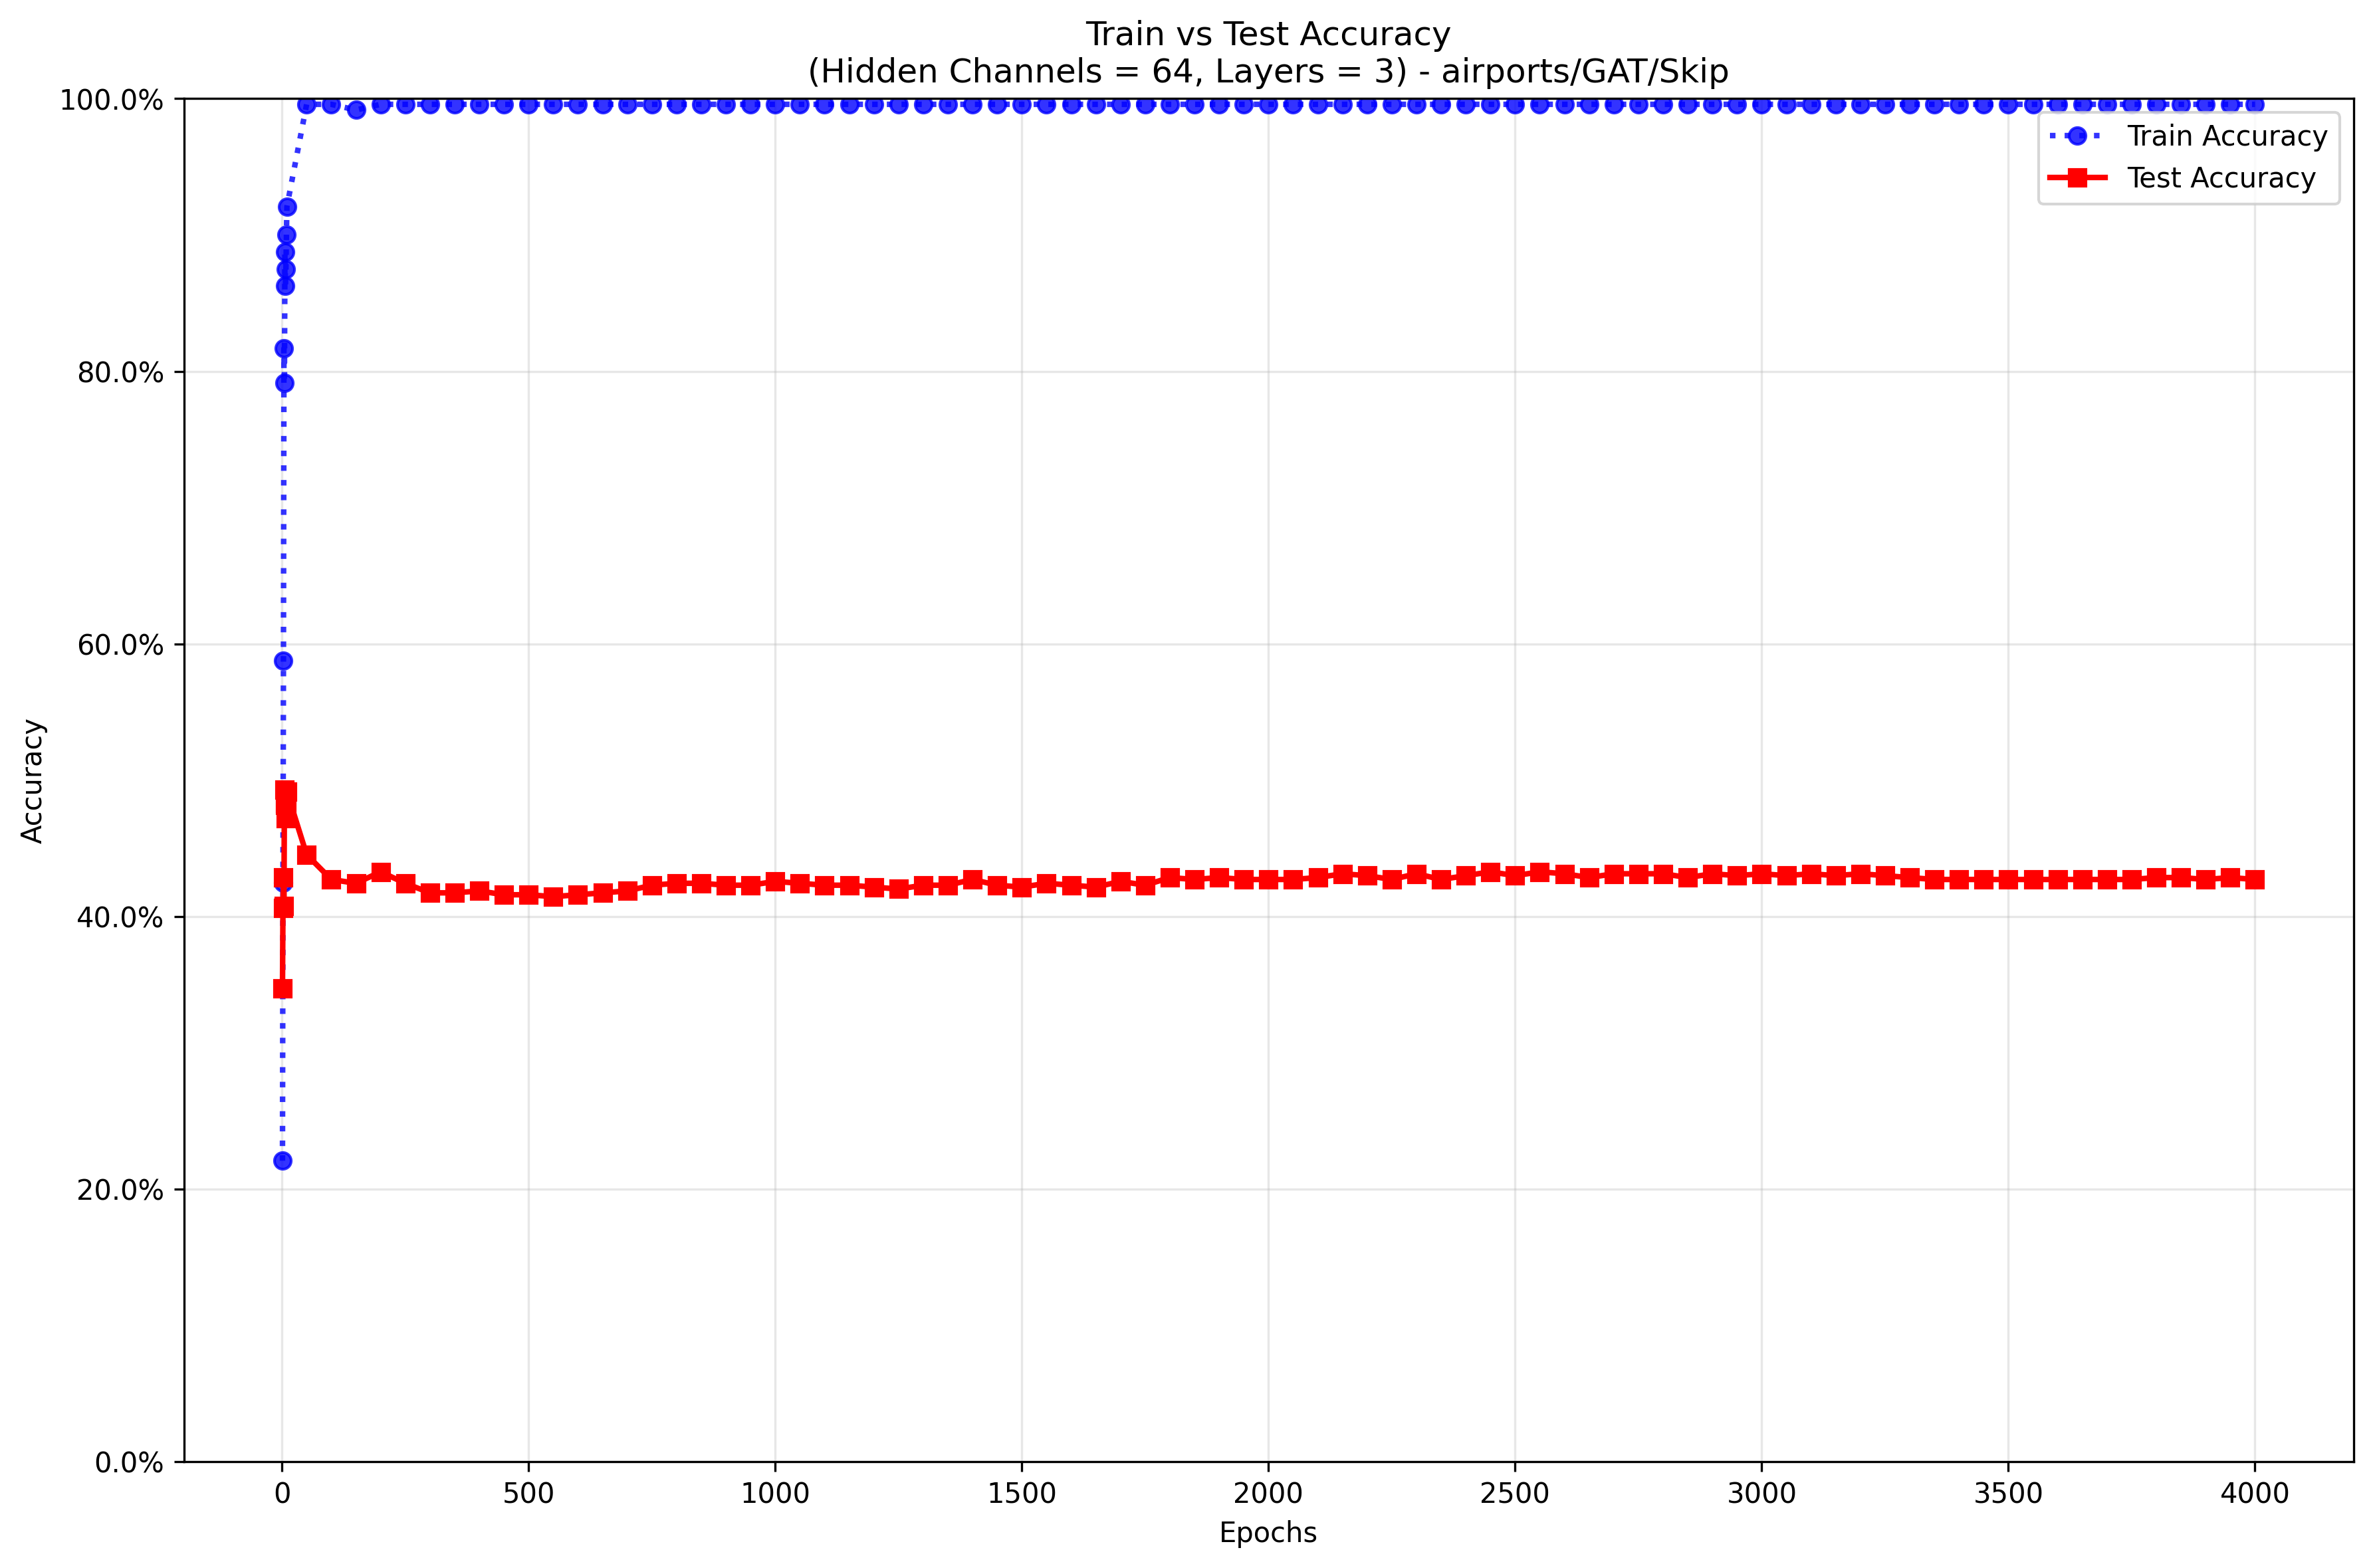 Train vs Test Accuracy
(Hidden Channels = 64, Layers = 3) - airports/GAT/Skip
100.0%
80.0%
60.0%
40.0%
20.0%
0.0%
Accuracy
Train Accuracy
Test Accuracy
0 500 1000 1500 2000 2500 3000 3500 4000
Epochs